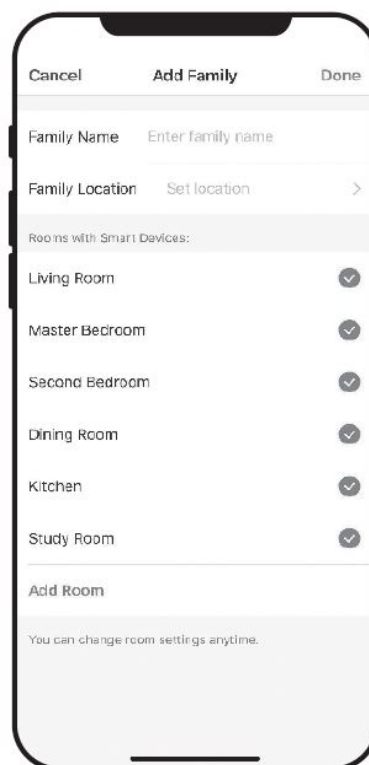 Cancel Add Family Done
Family Name Enter family name
Family Location Set location
Rooms with Smart Devices:
Living Room
Master Bedroom
Second Bedroom
Dining Room
Kitchen
Study Room
Add Room
You can change room settings anytime.